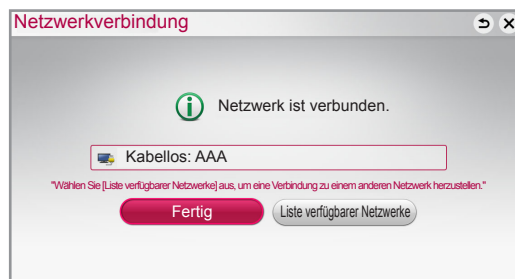 Netzwerkverbindung
Netzwerk ist verbunden.
Kabellos: AAA
"Wählen Sie [Liste verfügbarer Netzwerke] aus, um eine Verbindung zu einem anderen Netzwerk herzustellen."
Fertig
Liste verfügbarer Netzwerke